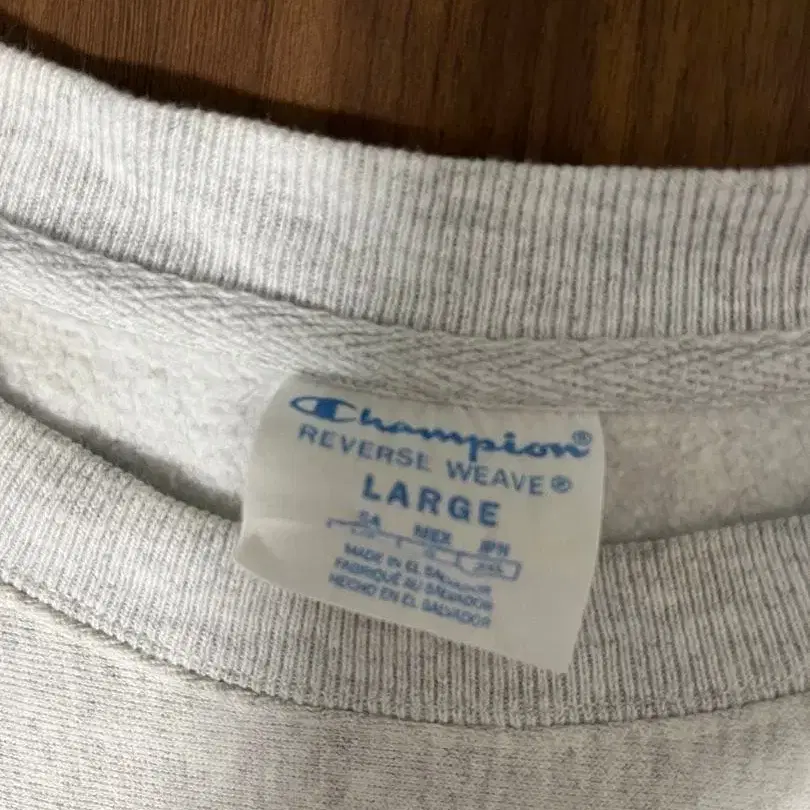 Champion®
REVERSE WEAVE®
LARGE
CA MEX JPN
MADE IN EL SALVADOR
FABRIQUÉ AU SALVADOR
HECHO EN EL SALVADOR